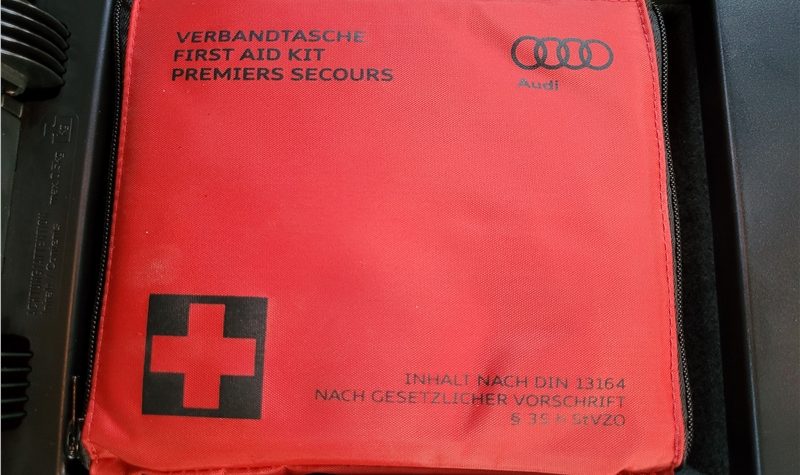 VERBANDTASCHE
FIRST AID KIT
PREMIERS SECOURS
Audi
INHALT NACH DIN 13164
NACH GESETZLICHER VORSCHRIFT
§ 35 h StVZO